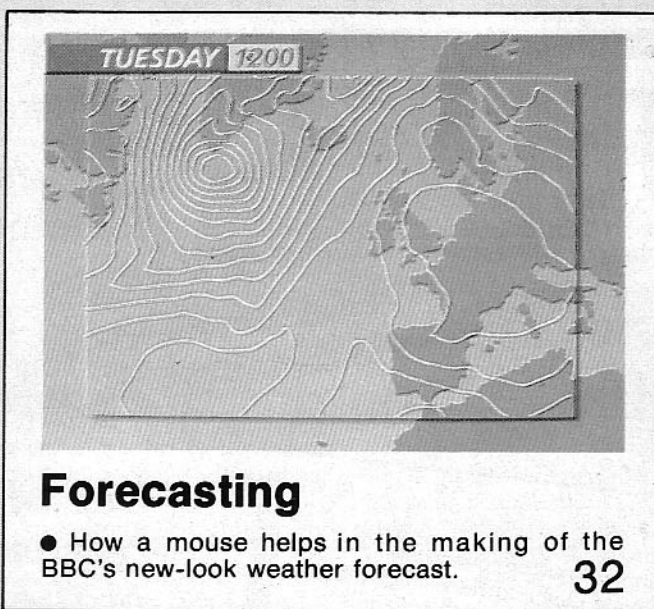 TUESDAY 1200
Forecasting
● How a mouse helps in the making of the
BBC's new-look weather forecast.
32